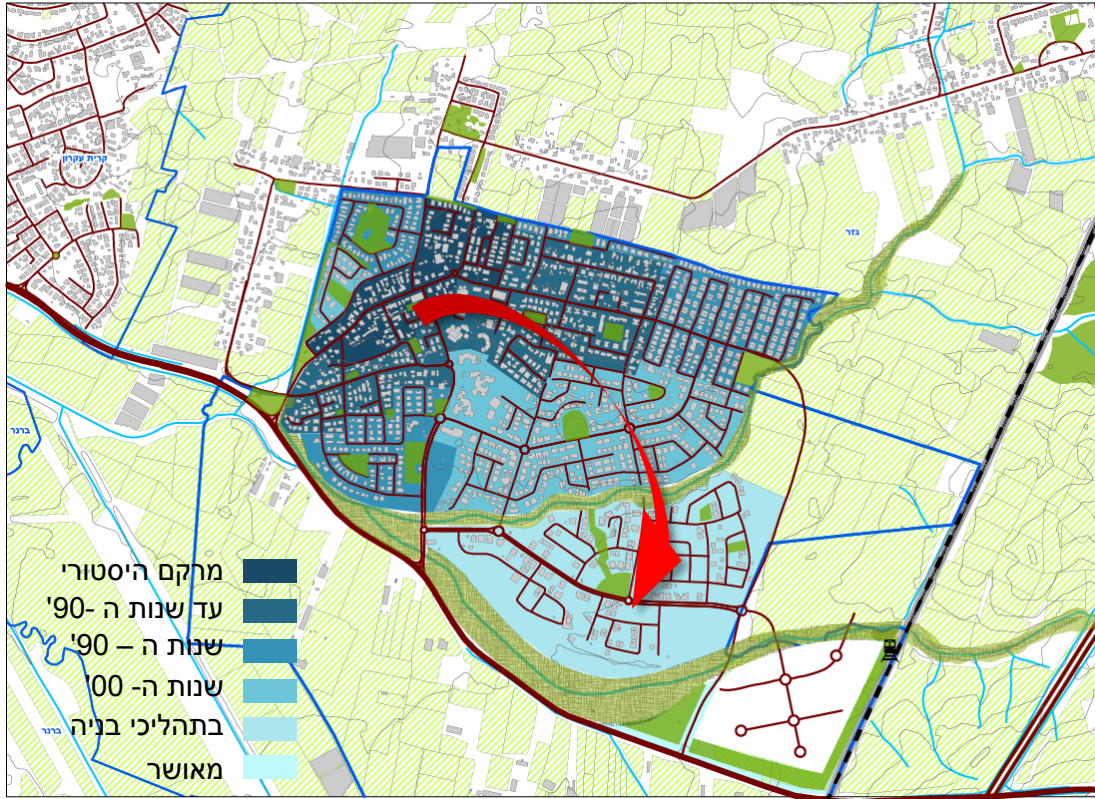 קרית עקרון
גזר
ברנר
ברנר
מרקם היסטורי
עד שנות ה -90'
שנות ה – 90'
שנות ה- 00'
בתהליכי בניה
מאושר